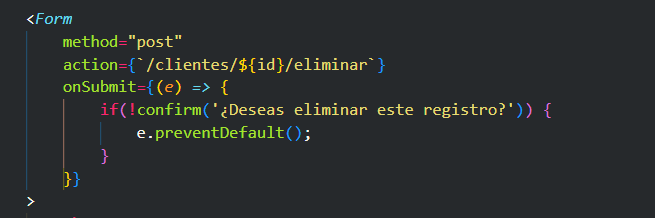 <Form
method="post"
action={`/clientes/${id}/eliminar`}
onSubmit={(e) => {
if(!confirm('¿Deseas eliminar este registro?')) {
e.preventDefault();
}
}}
>